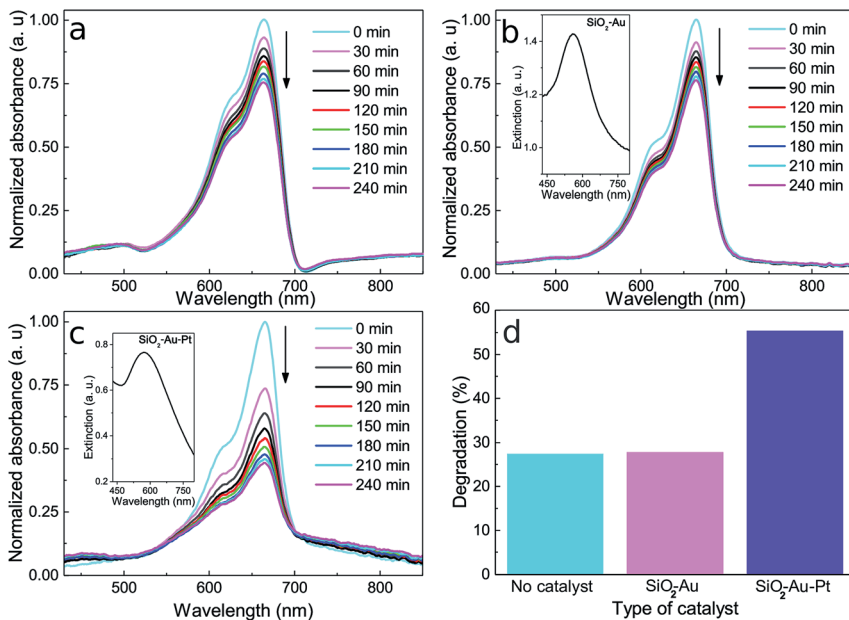 a
Normalized absorbance (a. u)
1.00
0.75
0.50
0.25
0.00
500
600
700
800
Wavelength (nm)
0 min
30 min
60 min
90 min
120 min
150 min
180 min
210 min
240 min
b
Normalized absorbance (a. u)
1.00
0.75
0.50
0.25
0.00
500
600
700
800
Wavelength (nm)
SiO2-Au
Extinction (a. u.)
1.4
1.2
1.0
450
600
750
Wavelength (nm)
0 min
30 min
60 min
90 min
120 min
150 min
180 min
210 min
240 min
c
Normalized absorbance (a. u)
1.00
0.75
0.50
0.25
0.00
500
600
700
800
Wavelength (nm)
SiO2-Au-Pt
Extinction (a. u.)
0.8
0.6
0.4
0.2
450
600
750
Wavelength (nm)
0 min
30 min
60 min
90 min
120 min
150 min
180 min
210 min
240 min
d
Degradation (%)
60
50
40
30
20
10
0
No catalyst
SiO2-Au
SiO2-Au-Pt
Type of catalyst